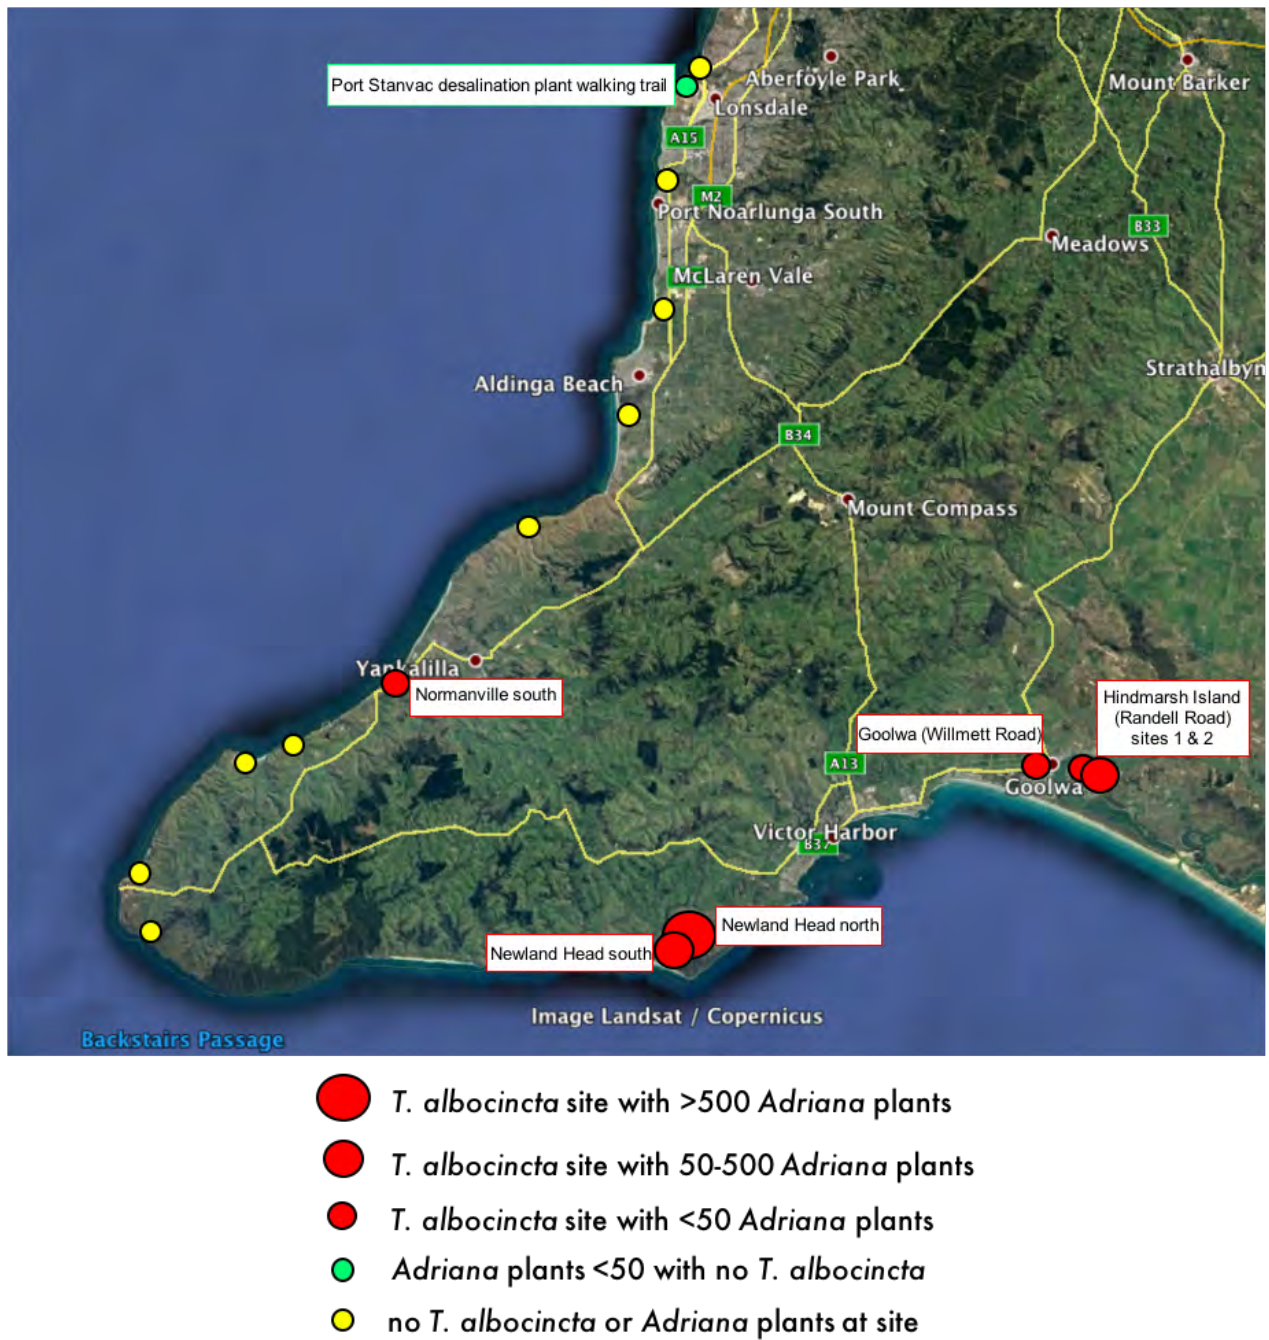 Port Stanvac desalination plant walking trail
Aberfoyle Park
Mount Barker
Lonsdale
A15
M2
Port Noarlunga South
B33
Meadows
McLaren Vale
Strathalbyn
Aldinga Beach
B34
Mount Compass
Yankalilla
Normanville south
Hindmarsh Island
(Randell Road)
sites 1 & 2
Goolwa (Willmett Road)
A13
Goolwa
Victor Harbor
B37
Newland Head north
Newland Head south
Image Landsat / Copernicus
Backstairs Passage
T. albocincta site with >500 Adriana plants
T. albocincta site with 50-500 Adriana plants
T. albocincta site with <50 Adriana plants
Adriana plants <50 with no T. albocincta
no T. albocincta or Adriana plants at site